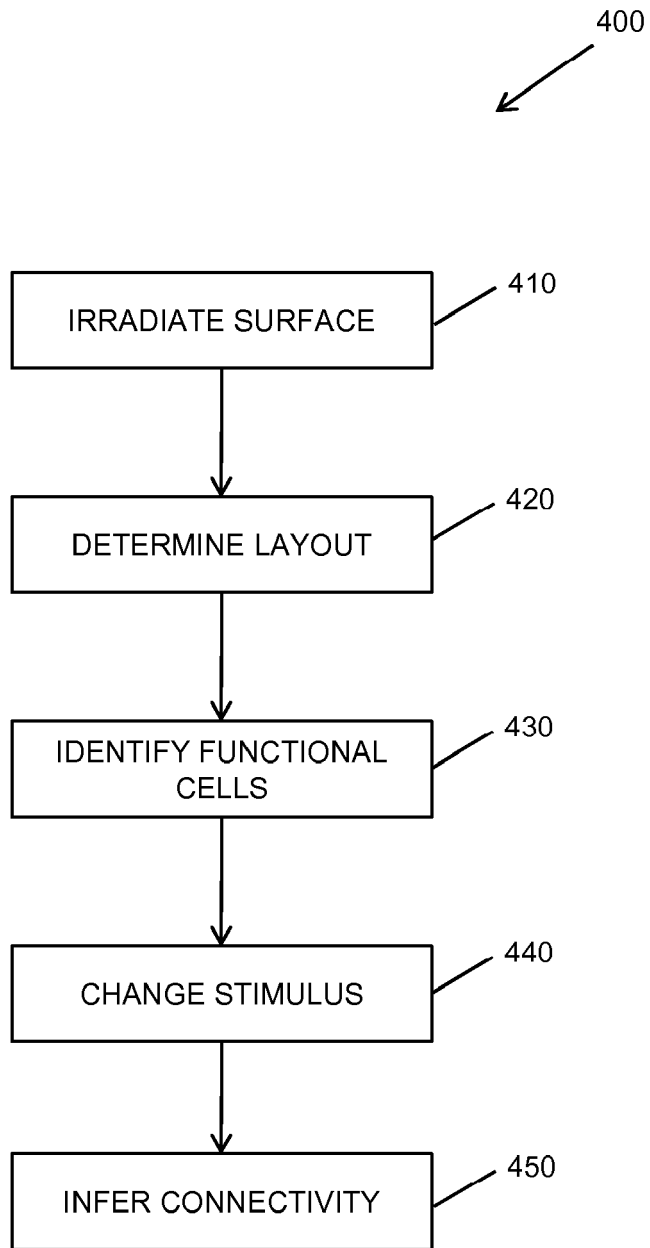 400
IRRADIATE SURFACE
410
DETERMINE LAYOUT
420
IDENTIFY FUNCTIONAL
CELLS
430
CHANGE STIMULUS
440
INFER CONNECTIVITY
450